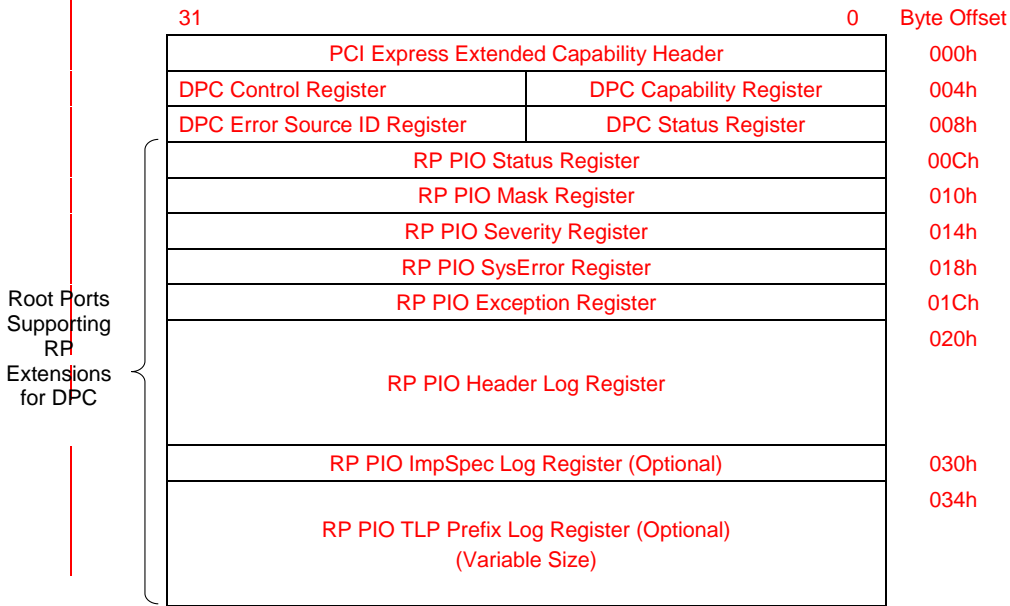 31 0 Byte Offset
PCI Express Extended Capability Header 000h
DPC Control Register DPC Capability Register 004h
DPC Error Source ID Register DPC Status Register 008h
RP PIO Status Register 00Ch
RP PIO Mask Register 010h
RP PIO Severity Register 014h
RP PIO SysError Register 018h
RP PIO Exception Register 01Ch
020h
Root Ports
Supporting
RP
Extensions
for DPC
RP PIO Header Log Register
RP PIO ImpSpec Log Register (Optional) 030h
034h
RP PIO TLP Prefix Log Register (Optional)
(Variable Size)